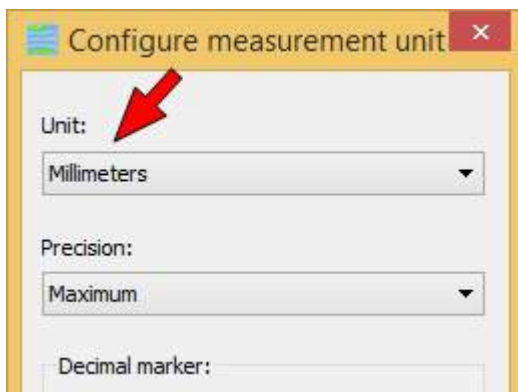 Configure measurement unit
Unit:
Millimeters
Precision:
Maximum
Decimal marker: